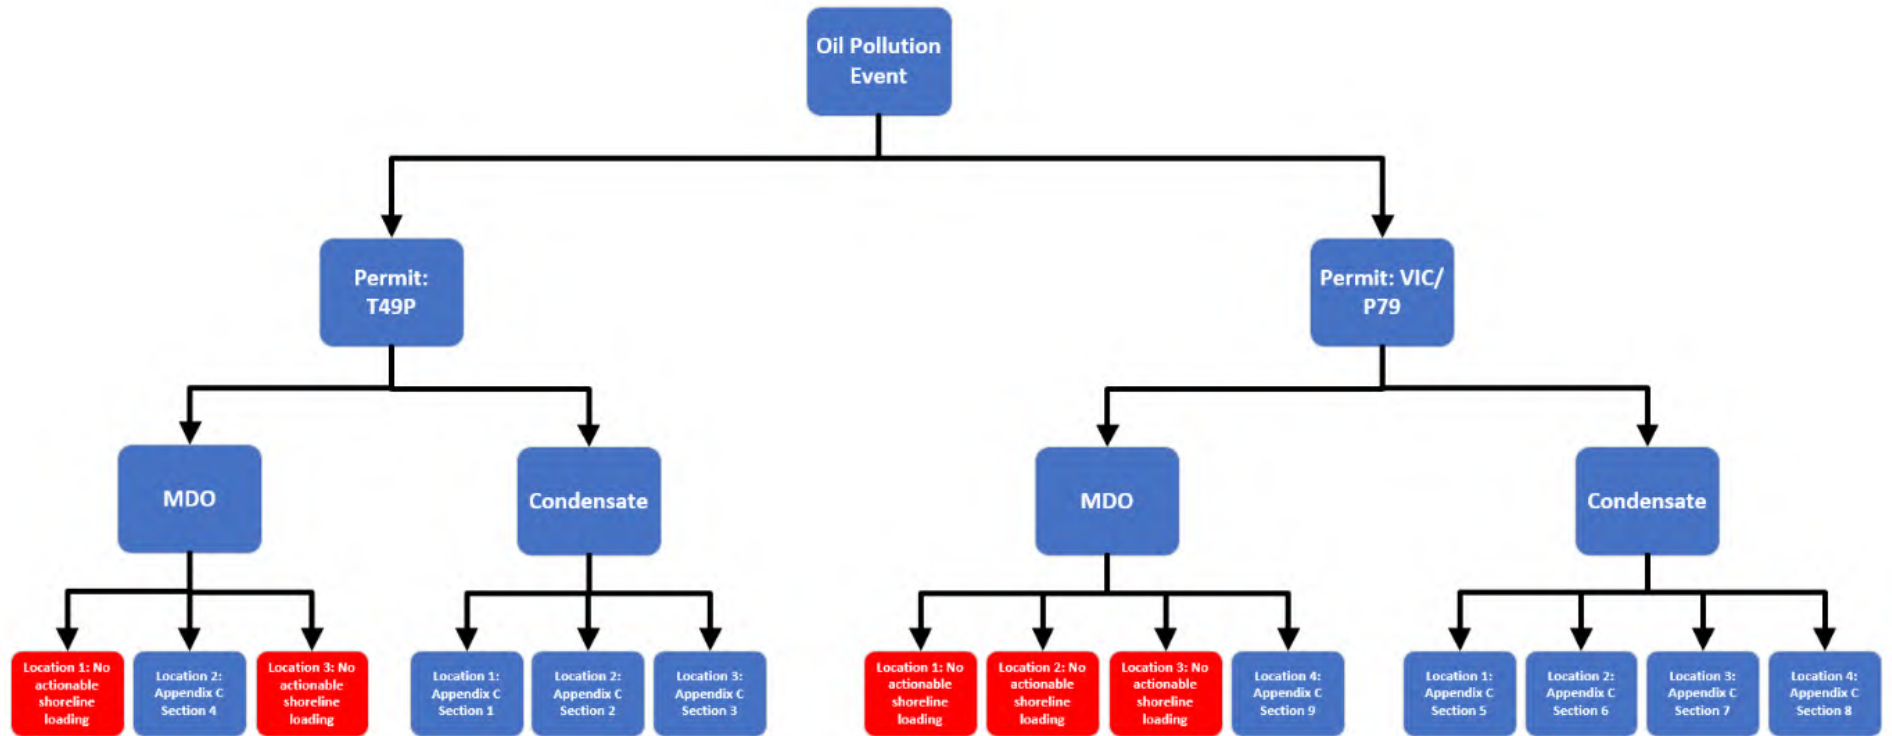 Oil Pollution
Event
Permit:
T49P
Permit: VIC/
P79
MDO
Condensate
MDO
Condensate
Location 1: No
actionable
shoreline
loading
Location 2:
Appendix C
Section 4
Location 3: No
actionable
shoreline
loading
Location 1:
Appendix C
Section 1
Location 2:
Appendix C
Section 2
Location 3:
Appendix C
Section 3
Location 1: No
actionable
shoreline
loading
Location 2: No
actionable
shoreline
loading
Location 3: No
actionable
shoreline
loading
Location 4:
Appendix C
Section 9
Location 1:
Appendix C
Section 5
Location 2:
Appendix C
Section 6
Location 3:
Appendix C
Section 7
Location 4:
Appendix C
Section 8